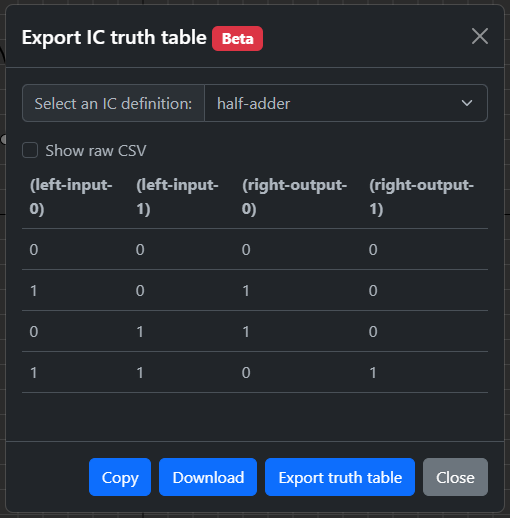 Export IC truth table Beta
Select an IC definition: half-adder
Show raw CSV
(left-input- (left-input- (right-output- (right-output-
0) 1) 0) 1)
0 0 0 0
1 0 1 0
0 1 1 0
1 1 0 1
Copy Download Export truth table Close